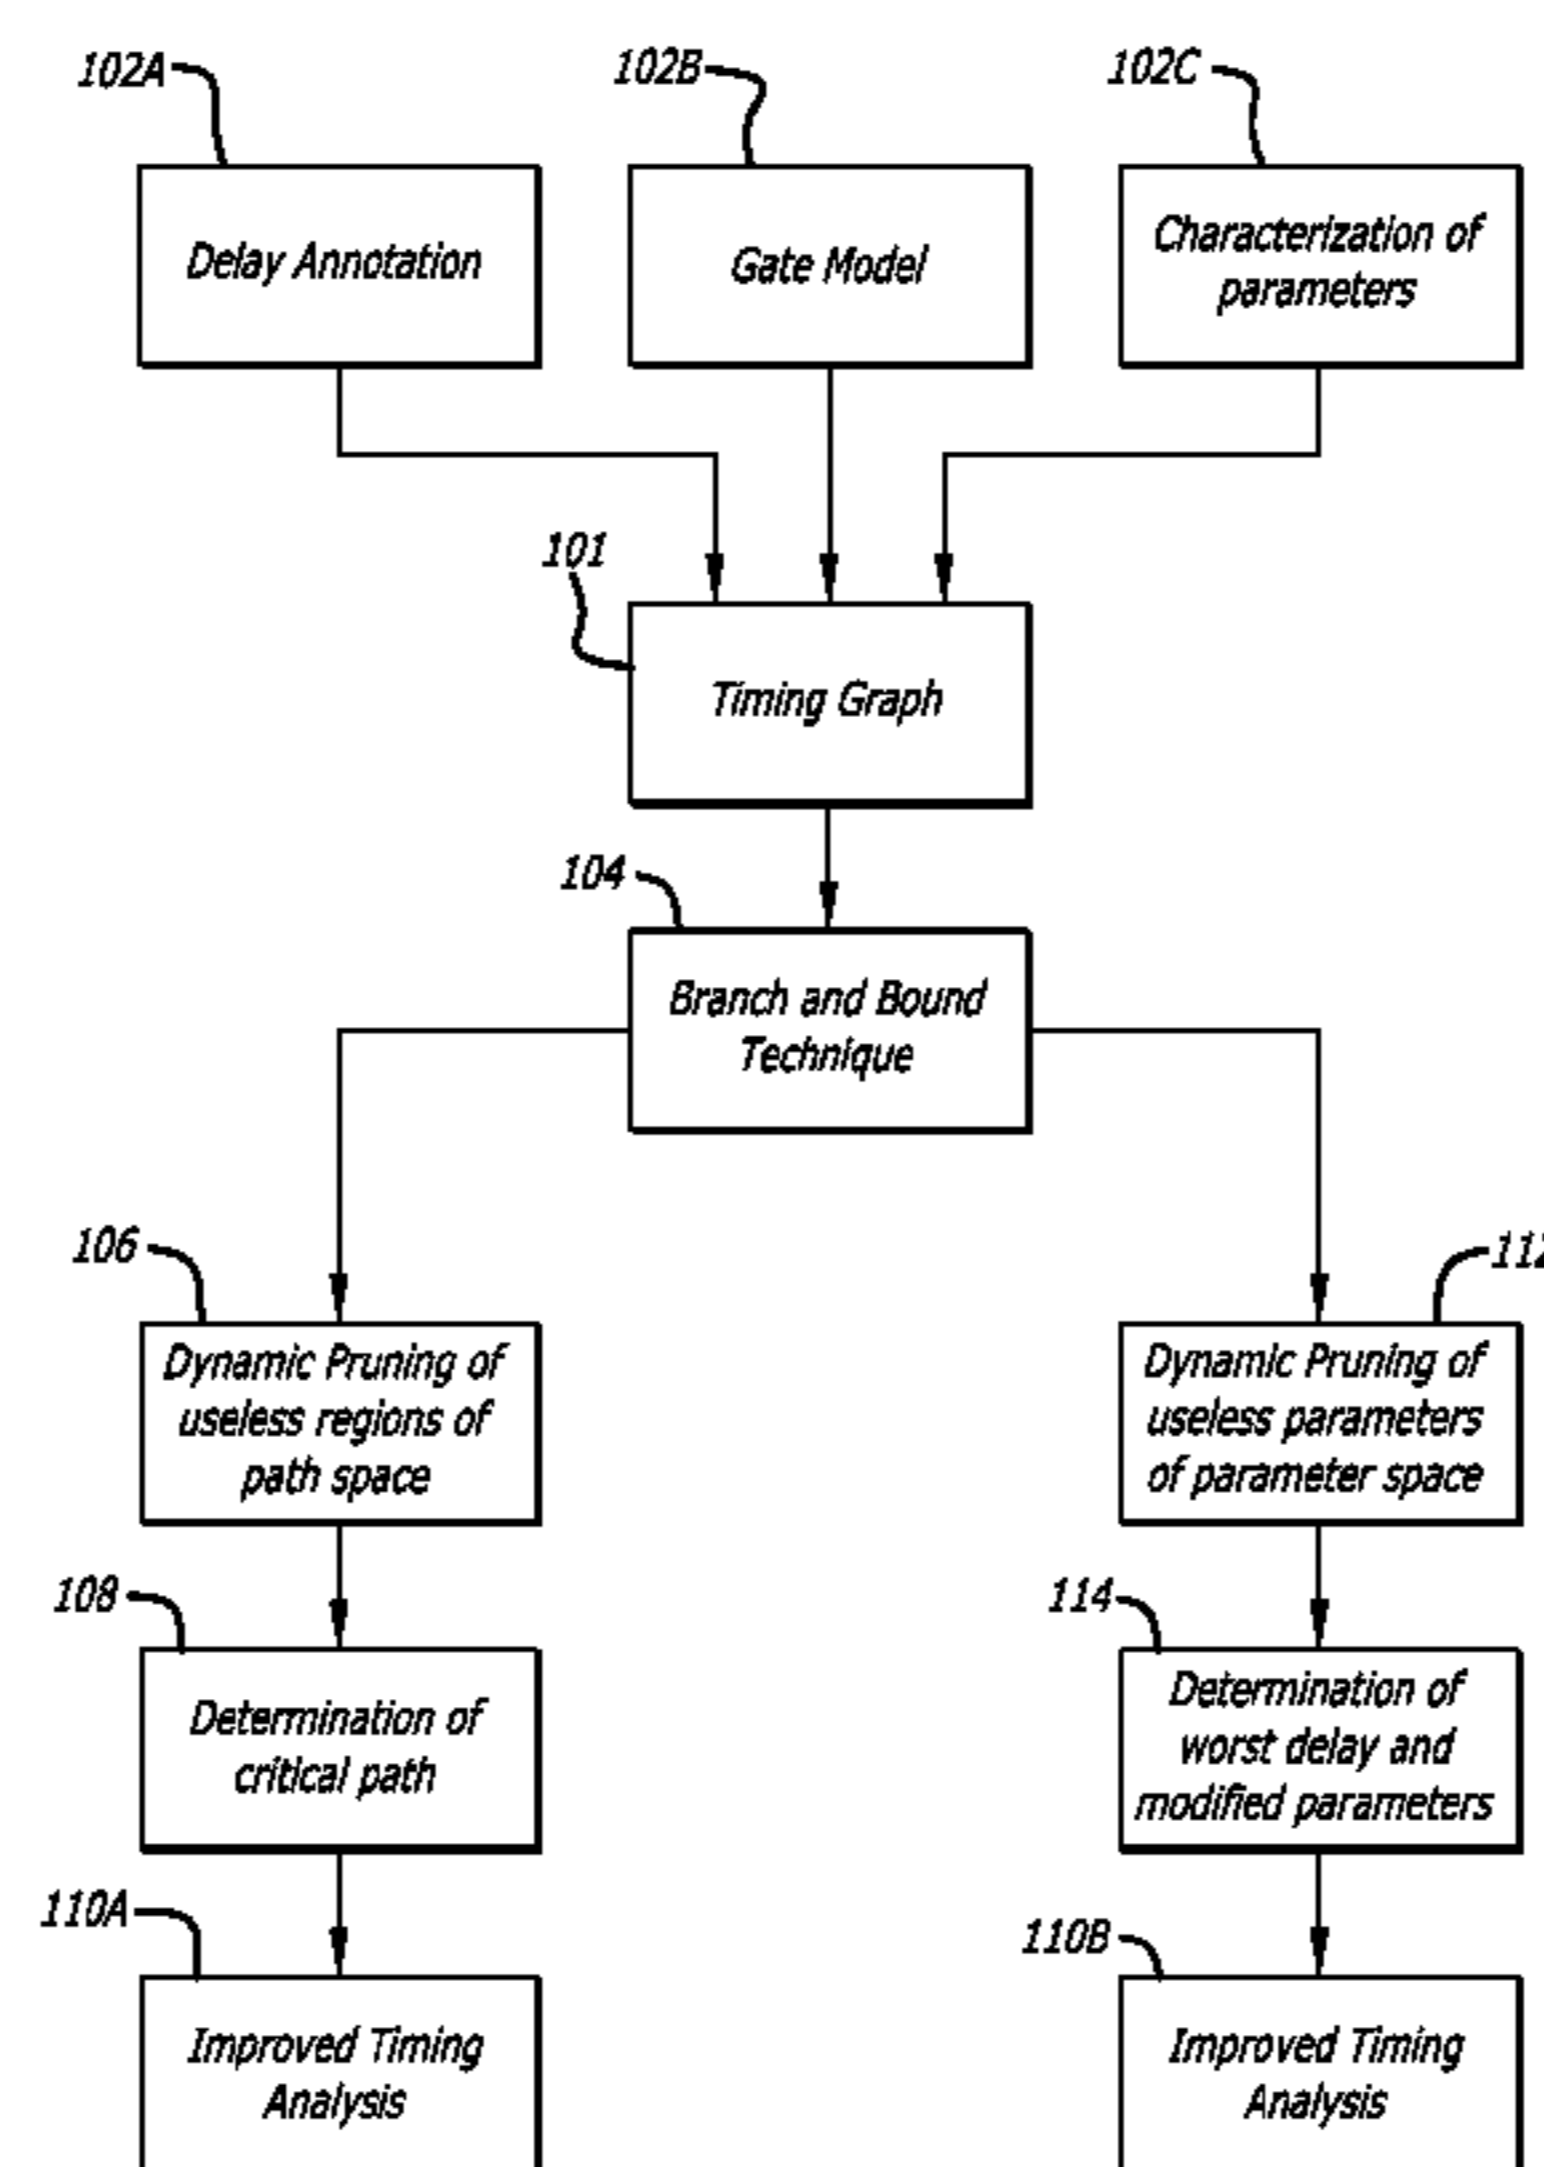 102A
102B
102C
Delay Annotation
Gate Model
Characterization of
parameters
101
Timing Graph
104
Branch and Bound
Technique
106
112
Dynamic Pruning of
useless regions of
path space
Dynamic Pruning of
useless parameters
of parameter space
108
114
Determination of
critical path
Determination of
worst delay and
modified parameters
110A
110B
Improved Timing
Analysis
Improved Timing
Analysis